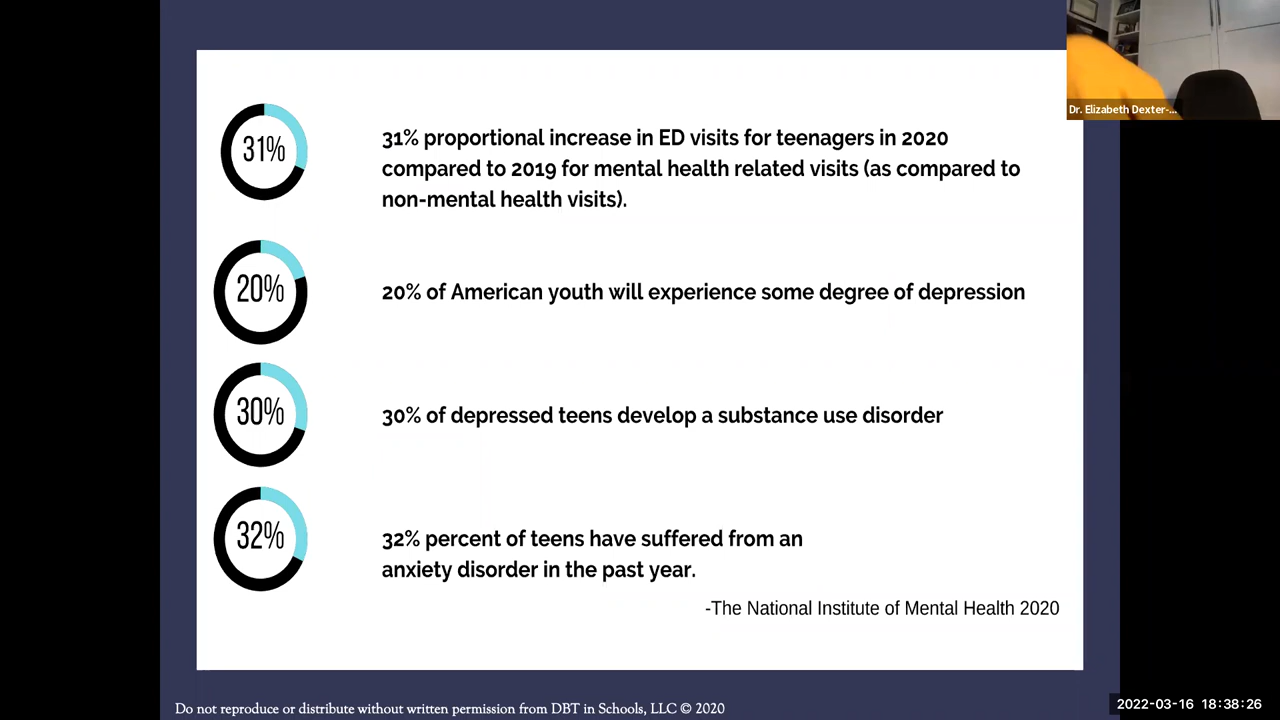 31%
31% proportional increase in ED visits for teenagers in 2020
compared to 2019 for mental health related visits (as compared to
non-mental health visits).
20%
20% of American youth will experience some degree of depression
30%
30% of depressed teens develop a substance use disorder
32%
32% percent of teens have suffered from an
anxiety disorder in the past year.
-The National Institute of Mental Health 2020
Do not reproduce or distribute without written permission from DBT in Schools, LLC © 2020
Dr. Elizabeth Dexter-...
2022-03-16 18:38:26